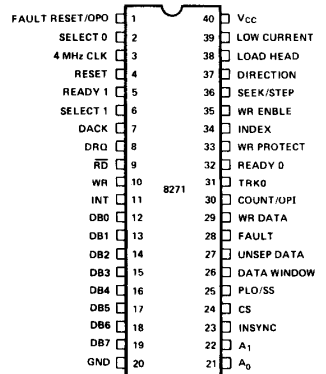 FAULT RESET/OPO 1 40 VCC
SELECT 0 2 39 LOW CURRENT
4 MHz CLK 3 38 LOAD HEAD
RESET 4 37 DIRECTION
READY 1 5 36 SEEK/STEP
SELECT 1 6 35 WR ENBLE
DACK 7 34 INDEX
DRQ 8 33 WR PROTECT
RD 9 32 READY 0
WR 10 31 TRK0
INT 11 8271 30 COUNT/OPI
DB0 12 29 WR DATA
DB1 13 28 FAULT
DB2 14 27 UNSEP DATA
DB3 15 26 DATA WINDOW
DB4 16 25 PLO/SS
DB5 17 24 CS
DB6 18 23 INSYNC
DB7 19 22 A1
GND 20 21 A0